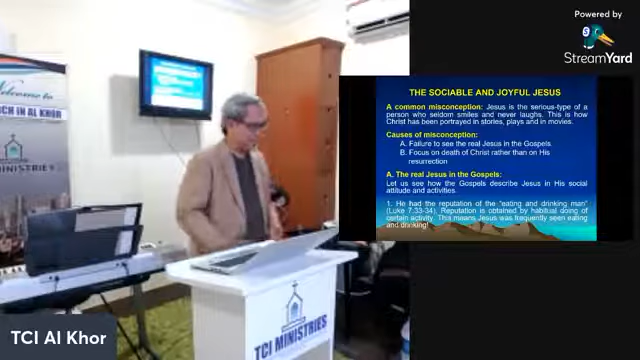 Powered by
StreamYard
Welcome to
CH IN AL KHOR
MINISTRIES
THE SOCIABLE AND JOYFUL JESUS
A common misconception: Jesus is the serious-type of a
person who seldom smiles and never laughs. This is how
Christ has been portrayed in stories, plays and in movies.
Causes of misconception:
A. Failure to see the real Jesus in the Gospels
B. Focus on death of Christ rather than on His
resurrection
A. The real Jesus in the Gospels:
Let us see how the Gospels describe Jesus in His social
attitude and activities.
1. He had the reputation of the "eating and drinking man"
(Luke 7:33-34). Reputation is obtained by habitual doing of
certain activity. This means Jesus was frequently seen eating
and drinking!
TCI MINISTRIES
TCI Al Khor